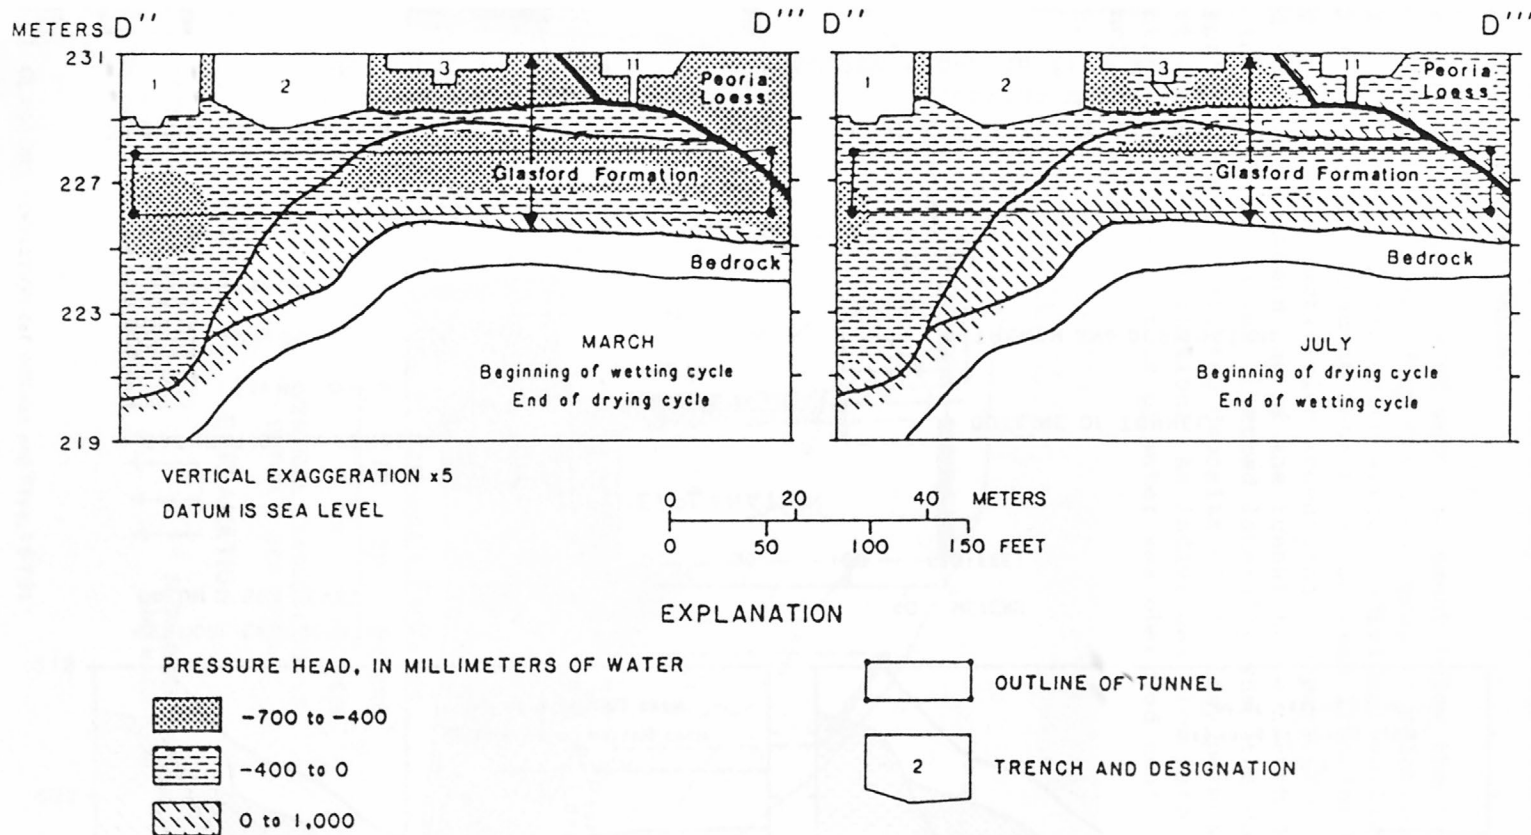 METERS D'' D''' D'' D'''
231
227
223
219
1 2 3 11
Peoria
Loess
Glasford Formation
Bedrock
MARCH
Beginning of wetting cycle
End of drying cycle
1 2 3 11
Peoria
Loess
Glasford Formation
Bedrock
JULY
Beginning of drying cycle
End of wetting cycle
VERTICAL EXAGGERATION x5
DATUM IS SEA LEVEL
0 20 40 METERS
0 50 100 150 FEET
EXPLANATION
PRESSURE HEAD, IN MILLIMETERS OF WATER
-700 to -400
-400 to 0
0 to 1,000
OUTLINE OF TUNNEL
2 TRENCH AND DESIGNATION